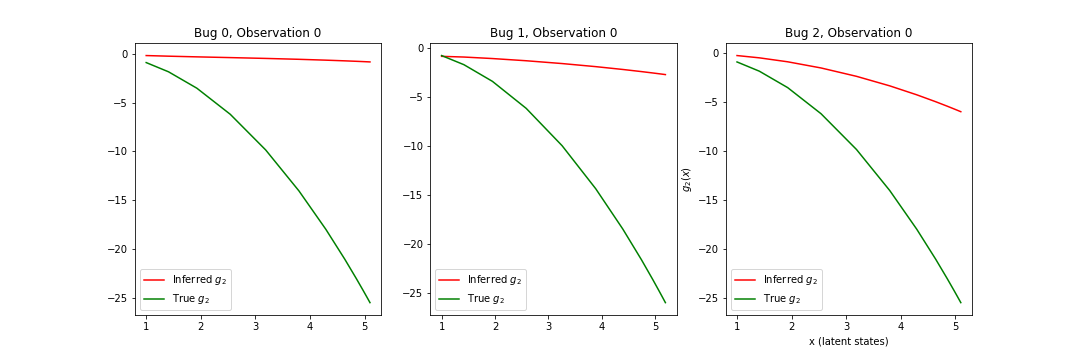 Bug 0, Observation 0
0
−5
−10
−15
−20
−25
1 2 3 4 5
Inferred g₂
True g₂
Bug 1, Observation 0
0
−5
−10
−15
−20
−25
1 2 3 4 5
Inferred g₂
True g₂
Bug 2, Observation 0
g₂(x)
0
−5
−10
−15
−20
−25
1 2 3 4 5
x (latent states)
Inferred g₂
True g₂